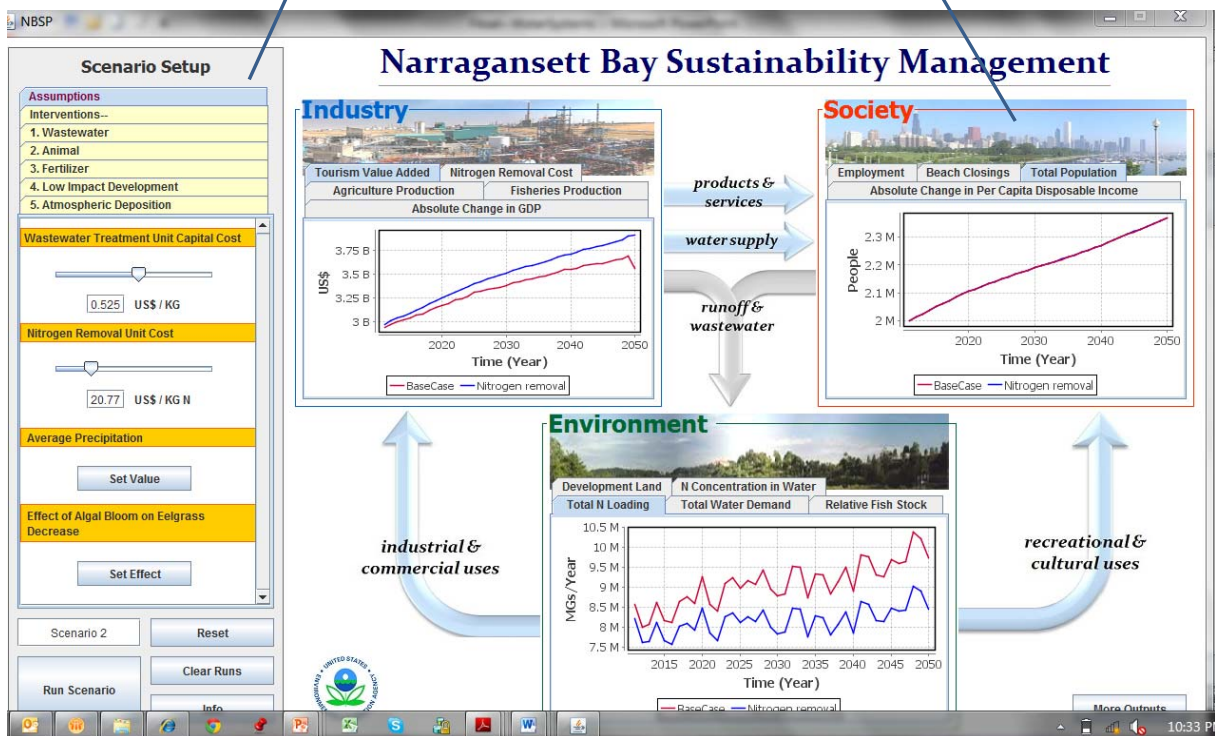 NBSP
Narragansett Bay Sustainability Management
Scenario Setup
Assumptions
Interventions--
1. Wastewater
2. Animal
3. Fertilizer
4. Low Impact Development
5. Atmospheric Deposition
Wastewater Treatment Unit Capital Cost
0.525 US$ / KG
Nitrogen Removal Unit Cost
20.77 US$ / KG N
Average Precipitation
Set Value
Effect of Algal Bloom on Eelgrass
Decrease
Set Effect
Scenario 2 Reset
Run Scenario
Clear Runs
Info
Industry
Tourism Value Added Nitrogen Removal Cost
Agriculture Production Fisheries Production
Absolute Change in GDP
US$
3.75 B
3.5 B
3.25 B
3 B
2020 2030 2040 2050
Time (Year)
BaseCase Nitrogen removal
products &
services
water supply
runoff &
wastewater
Society
Employment Beach Closings Total Population
Absolute Change in Per Capita Disposable Income
People
2.3 M
2.2 M
2.1 M
2 M
2020 2030 2040 2050
Time (Year)
BaseCase Nitrogen removal
industrial &
commercial uses
Environment
Development Land N Concentration in Water
Total N Loading Total Water Demand Relative Fish Stock
MGs/Year
10.5 M
10 M
9.5 M
9 M
8.5 M
8 M
7.5 M
2015 2020 2025 2030 2035 2040 2045 2050
Time (Year)
BaseCase Nitrogen removal
recreational &
cultural uses
UNITED STATES
More Outputs
10:33 PM